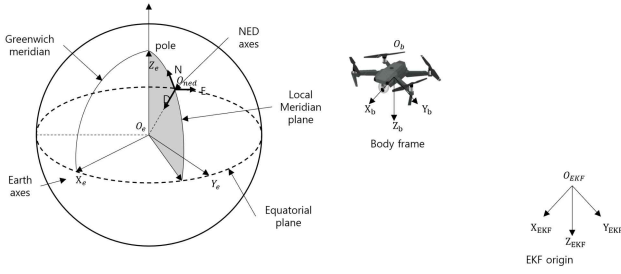 Greenwich
meridian
pole
NED
axes
Z_e
N
O_ned
E
D
Local
Meridian
plane
O_e
X_e
Y_e
Earth
axes
Equatorial
plane
O_b
X_b
Y_b
Z_b
Body frame
O_EKF
X_EKF
Y_EKF
Z_EKF
EKF origin